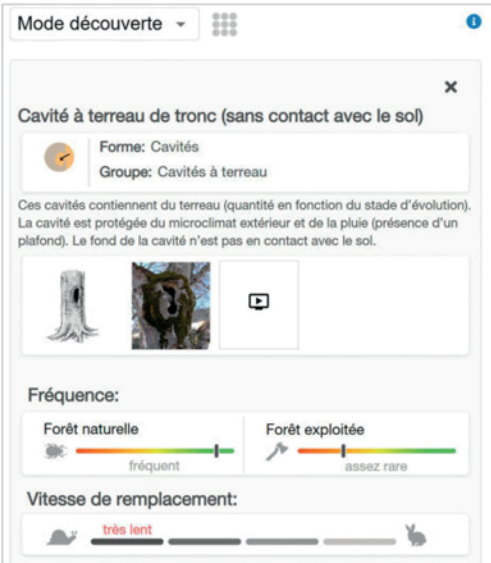 Mode découverte
Cavité à terreau de tronc (sans contact avec le sol)
Forme: Cavités
Groupe: Cavités à terreau
Ces cavités contiennent du terreau (quantité en fonction du stade d'évolution).
La cavité est protégée du microclimat extérieur et de la pluie (présence d'un
plafond). Le fond de la cavité n'est pas en contact avec le sol.
Fréquence:
Forêt naturelle
Forêt exploitée
fréquent
assez rare
Vitesse de remplacement:
très lent